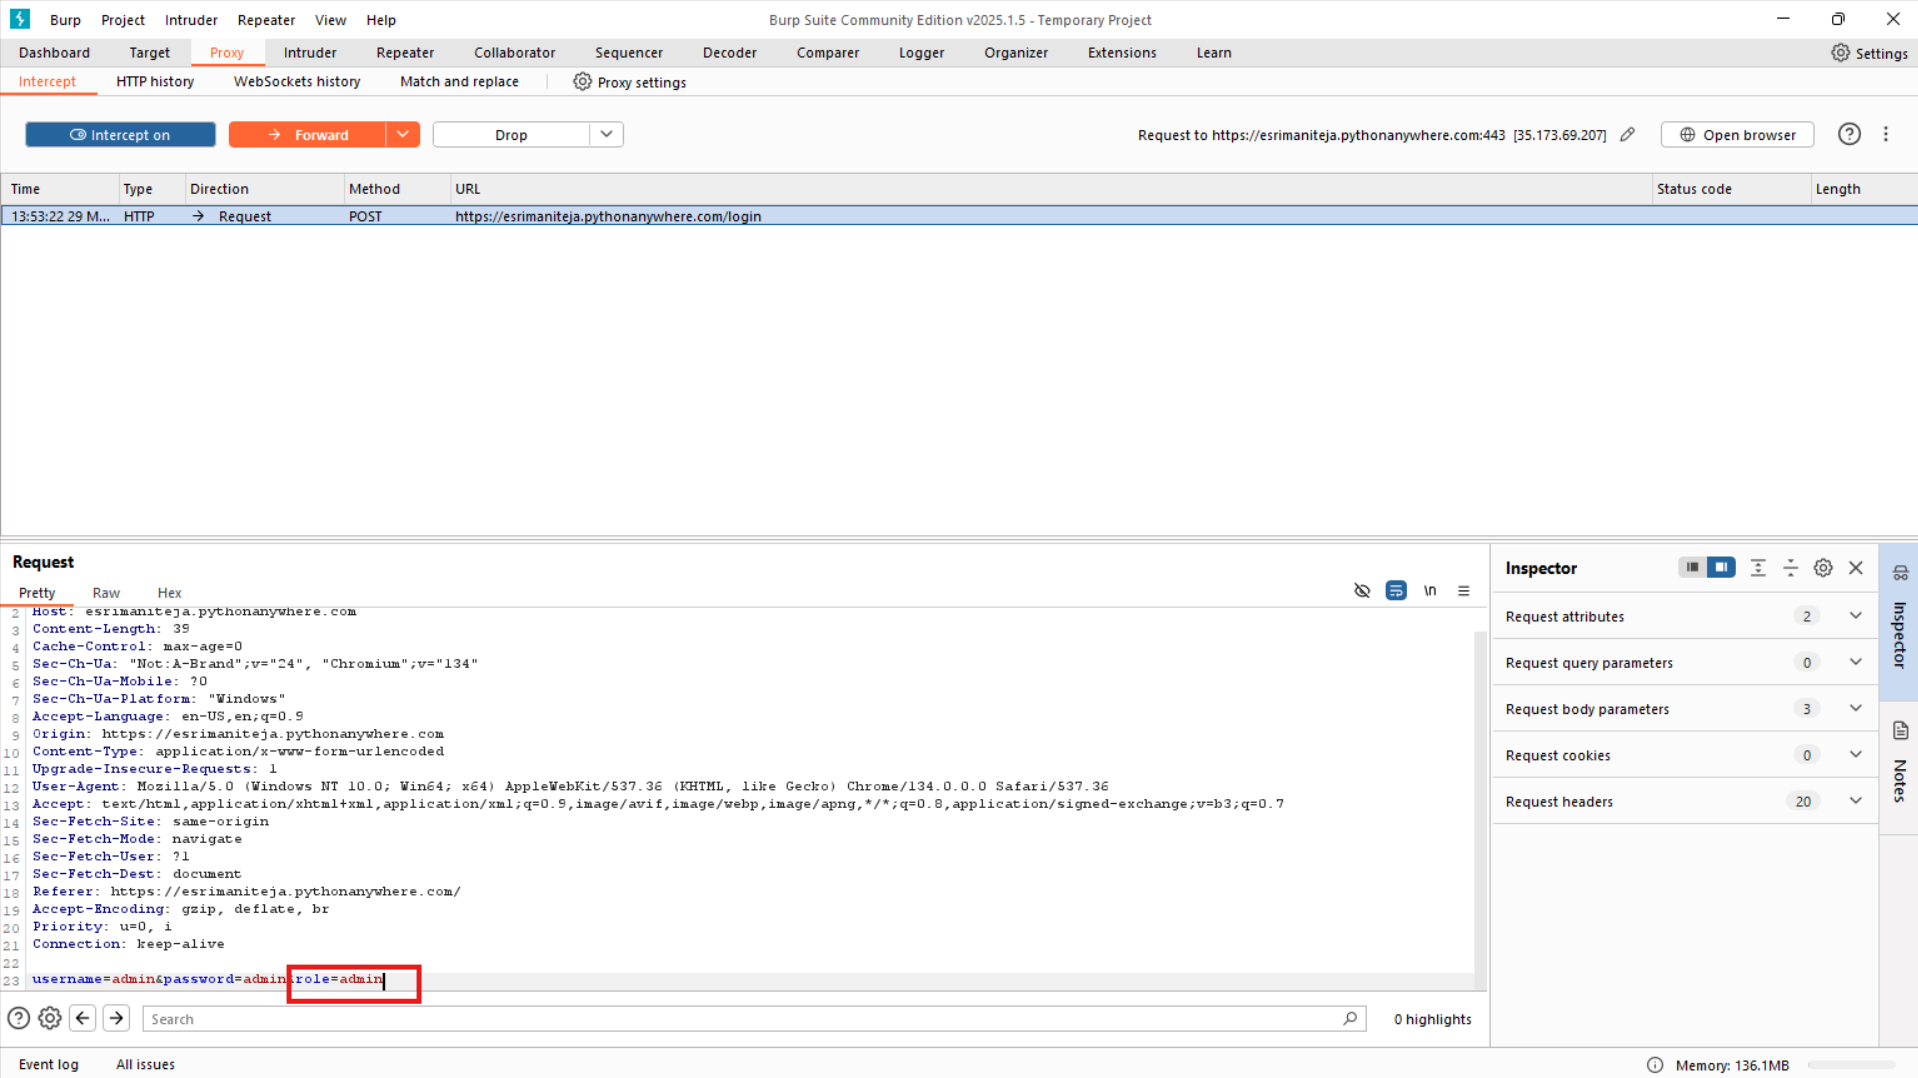 Burp Project Intruder Repeater View Help
Burp Suite Community Edition v2025.1.5 - Temporary Project
Dashboard Target Proxy Intruder Repeater Collaborator Sequencer Decoder Comparer Logger Organizer Extensions Learn
Settings
Intercept HTTP history WebSockets history Match and replace Proxy settings
Intercept on Forward Drop
Request to https://esrimaniteja.pythonanywhere.com:443 [35.173.69.207]
Open browser
Time Type Direction Method URL Status code Length
13:53:22 29 M... HTTP → Request POST https://esrimaniteja.pythonanywhere.com/login
Request
Pretty Raw Hex
\n
2 Host: esrimaniteja.pythonanywhere.com
3 Content-Length: 39
4 Cache-Control: max-age=0
5 Sec-Ch-Ua: "Not:A-Brand";v="24", "Chromium";v="134"
6 Sec-Ch-Ua-Mobile: ?0
7 Sec-Ch-Ua-Platform: "Windows"
8 Accept-Language: en-US,en;q=0.9
9 Origin: https://esrimaniteja.pythonanywhere.com
10 Content-Type: application/x-www-form-urlencoded
11 Upgrade-Insecure-Requests: 1
12 User-Agent: Mozilla/5.0 (Windows NT 10.0; Win64; x64) AppleWebKit/537.36 (KHTML, like Gecko) Chrome/134.0.0.0 Safari/537.36
13 Accept: text/html,application/xhtml+xml,application/xml;q=0.9,image/avif,image/webp,image/apng,*/*;q=0.8,application/signed-exchange;v=b3;q=0.7
14 Sec-Fetch-Site: same-origin
15 Sec-Fetch-Mode: navigate
16 Sec-Fetch-User: ?1
17 Sec-Fetch-Dest: document
18 Referer: https://esrimaniteja.pythonanywhere.com/
19 Accept-Encoding: gzip, deflate, br
20 Priority: u=0, i
21 Connection: keep-alive
22
23 username=admin&password=admin&role=admin
Search
0 highlights
Inspector
Request attributes 2
Request query parameters 0
Request body parameters 3
Request cookies 0
Request headers 20
Inspector
Notes
Event log All issues
Memory: 136.1MB